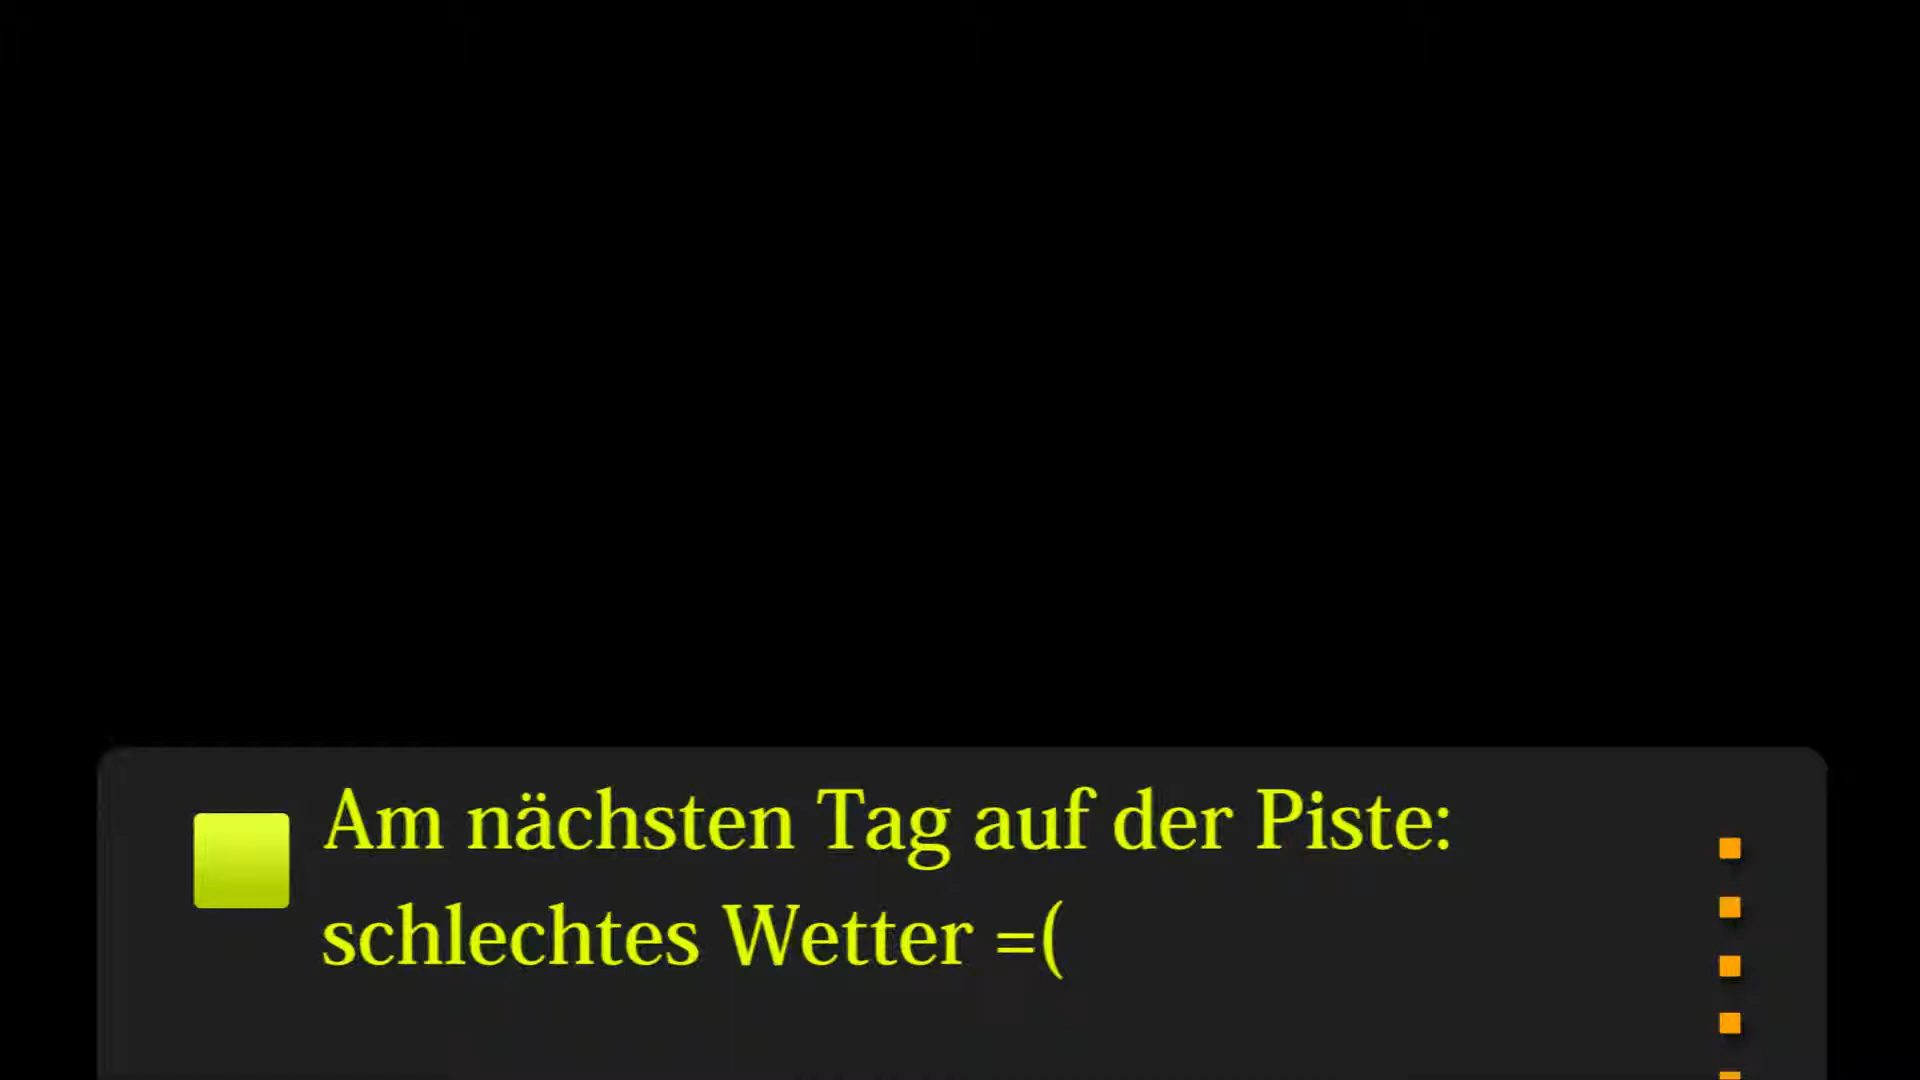 Am nächsten Tag auf der Piste:
schlechtes Wetter =(